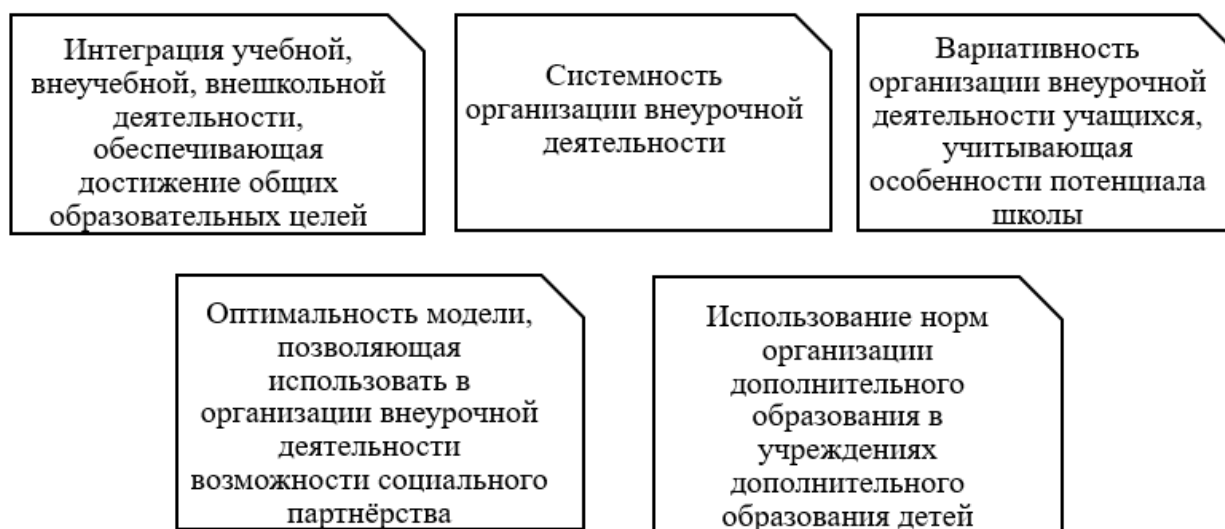 Интеграция учебной,
внеучебной, внешкольной
деятельности,
обеспечивающая
достижение общих
образовательных целей
Системность
организации внеурочной
деятельности
Вариативность
организации внеурочной
деятельности учащихся,
учитывающая
особенности потенциала
школы
Оптимальность модели,
позволяющая
использовать в
организации внеурочной
деятельности
возможности социального
партнёрства
Использование норм
организации
дополнительного
образования в
учреждениях
дополнительного
образования детей